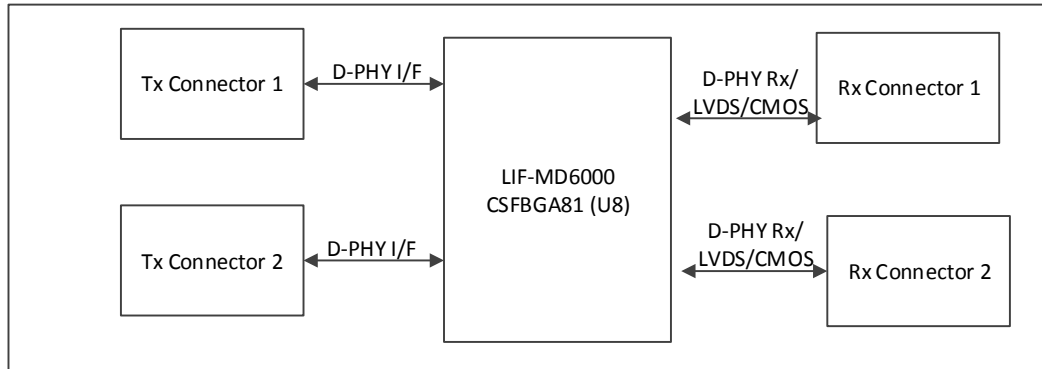 Tx Connector 1
D-PHY I/F
D-PHY Rx/
LVDS/CMOS
Rx Connector 1
LIF-MD6000
CSFBGA81 (U8)
Tx Connector 2
D-PHY I/F
D-PHY Rx/
LVDS/CMOS
Rx Connector 2